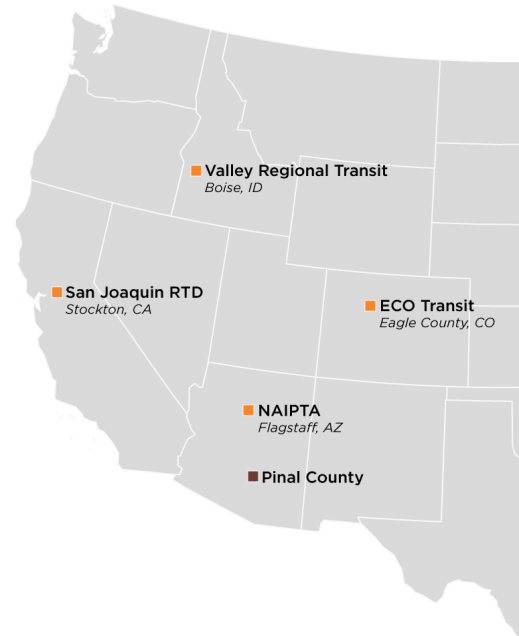 Valley Regional Transit
Boise, ID
San Joaquin RTD
Stockton, CA
ECO Transit
Eagle County, CO
NAIPTA
Flagstaff, AZ
Pinal County